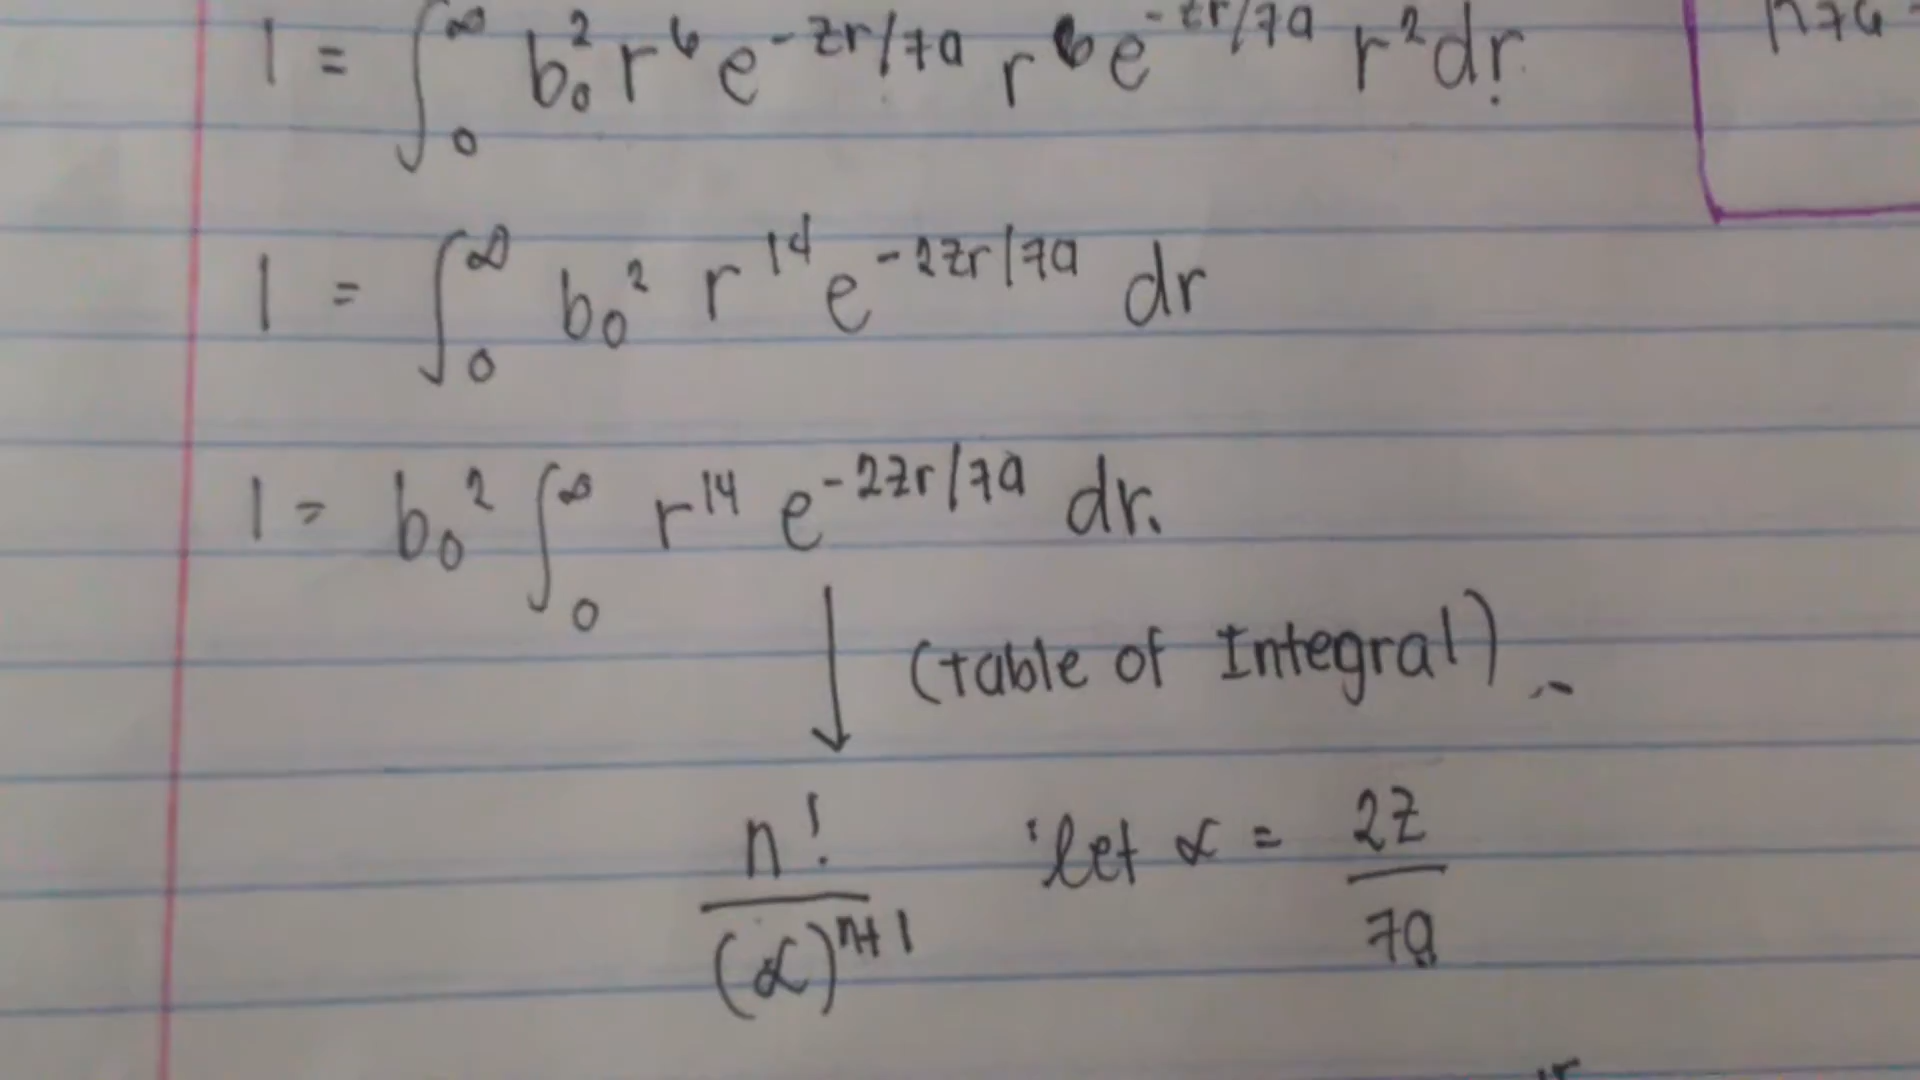 1 = ∫₀^∞ b₀² r⁶ e^(-Zr/7a) r⁶ e^(-Zr/7a) r² dr
1 = ∫₀^∞ b₀² r¹⁴ e^(-2Zr/7a) dr
1 = b₀² ∫₀^∞ r¹⁴ e^(-2Zr/7a) dr.
↓ (table of Integral)
n! / (α)^(n+1) let α = 2Z / 7a